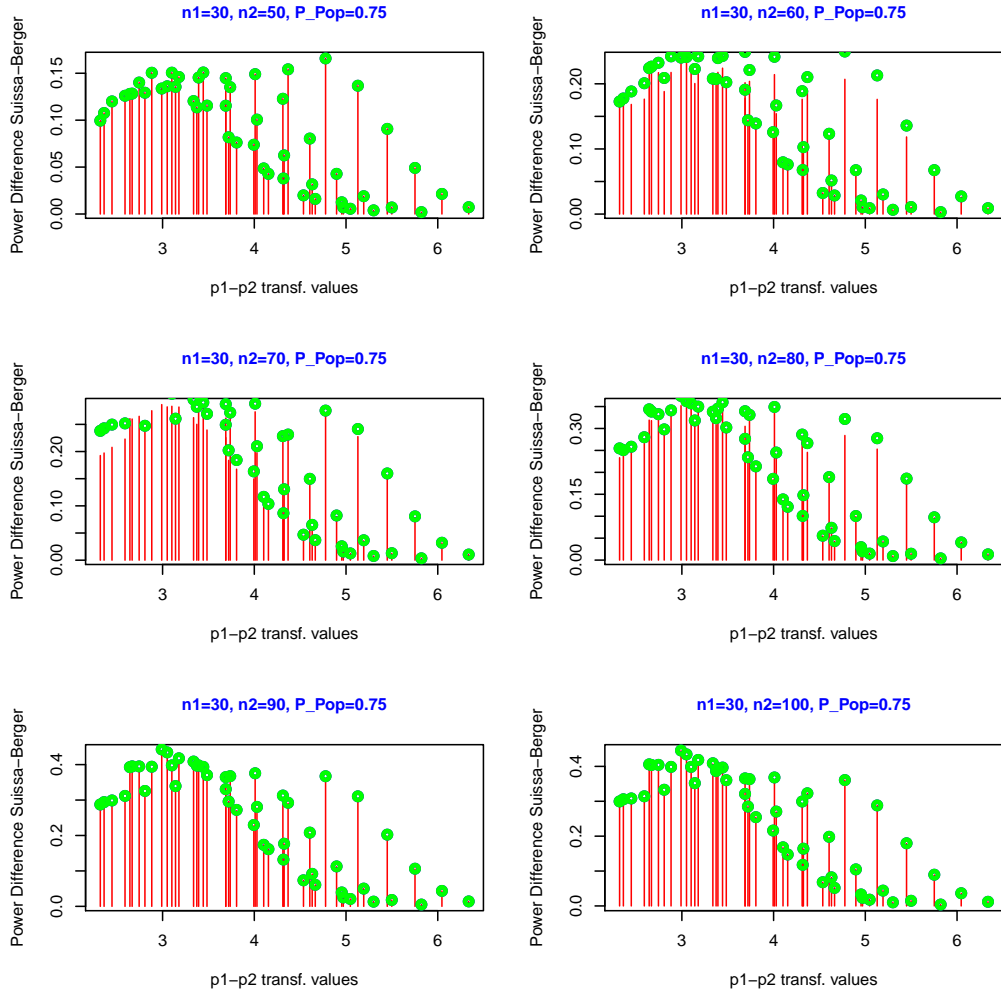 n1=30, n2=50, P_Pop=0.75
Power Difference Suissa−Berger
0.00 0.05 0.10 0.15
3 4 5 6
p1−p2 transf. values
n1=30, n2=60, P_Pop=0.75
Power Difference Suissa−Berger
0.00 0.10 0.20
3 4 5 6
p1−p2 transf. values
n1=30, n2=70, P_Pop=0.75
Power Difference Suissa−Berger
0.00 0.10 0.20
3 4 5 6
p1−p2 transf. values
n1=30, n2=80, P_Pop=0.75
Power Difference Suissa−Berger
0.00 0.15 0.30
3 4 5 6
p1−p2 transf. values
n1=30, n2=90, P_Pop=0.75
Power Difference Suissa−Berger
0.0 0.2 0.4
3 4 5 6
p1−p2 transf. values
n1=30, n2=100, P_Pop=0.75
Power Difference Suissa−Berger
0.0 0.2 0.4
3 4 5 6
p1−p2 transf. values